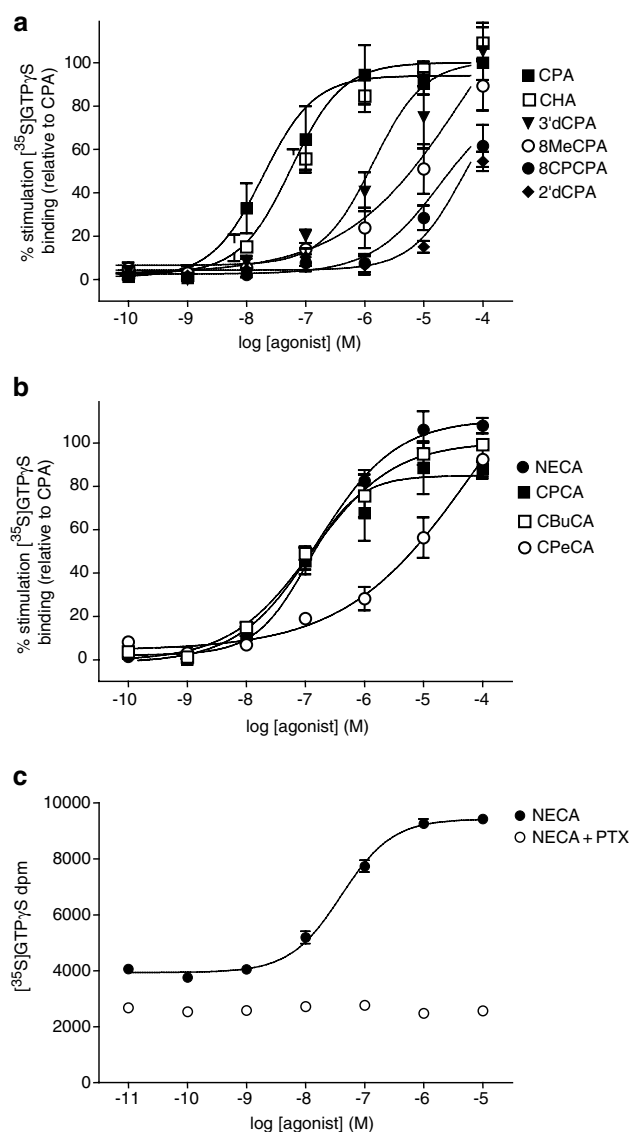 a
% stimulation [³⁵S]GTPγS
binding (relative to CPA)
100
80
60
40
20
0
-10 -9 -8 -7 -6 -5 -4
log [agonist] (M)
CPA
CHA
3'dCPA
8MeCPA
8CPCPA
2'dCPA
b
% stimulation [³⁵S]GTPγS
binding (relative to CPA)
100
80
60
40
20
0
-10 -9 -8 -7 -6 -5 -4
log [agonist] (M)
NECA
CPCA
CBuCA
CPeCA
c
[³⁵S]GTPγS dpm
10000
8000
6000
4000
2000
0
-11 -10 -9 -8 -7 -6 -5
log [agonist] (M)
NECA
NECA + PTX